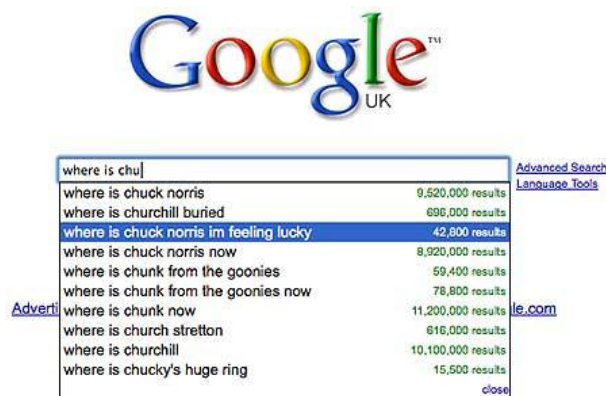 Google™
UK
where is chu
Advanced Search
Language Tools
where is chuck norris 9,520,000 results
where is churchill buried 696,000 results
where is chuck norris im feeling lucky 42,800 results
where is chuck norris now 8,920,000 results
where is chunk from the goonies 59,400 results
where is chunk from the goonies now 78,800 results
Adverti where is chunk now 11,200,000 results le.com
where is church stretton 616,000 results
where is churchill 10,100,000 results
where is chucky's huge ring 15,500 results
close